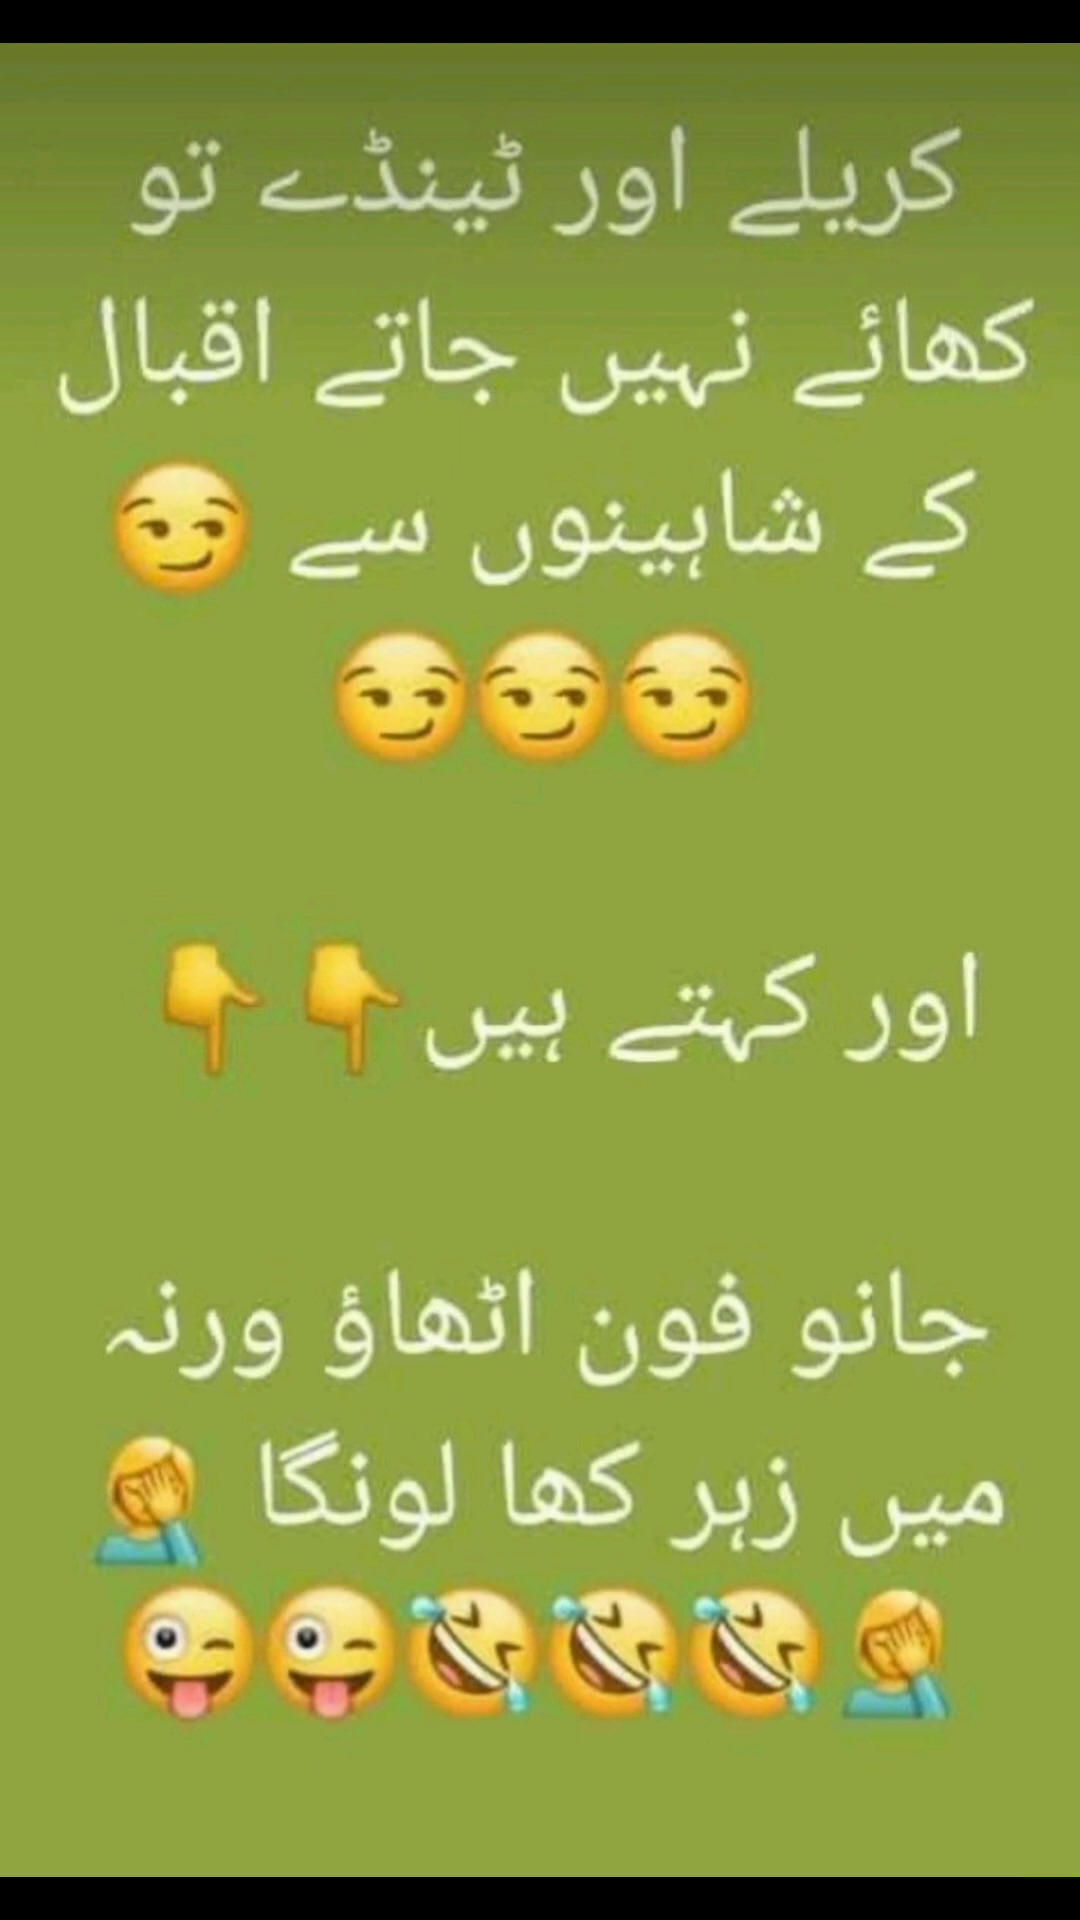 کریلے اور ٹینڈے تو
کھائے نہیں جاتے اقبال
کے شاہینوں سے 😏
😏😏😏
اور کہتے ہیں👇👇
جانو فون اٹھاؤ ورنہ
میں زہر کھا لونگا 🤦
🤦🤣🤣🤣😜😜